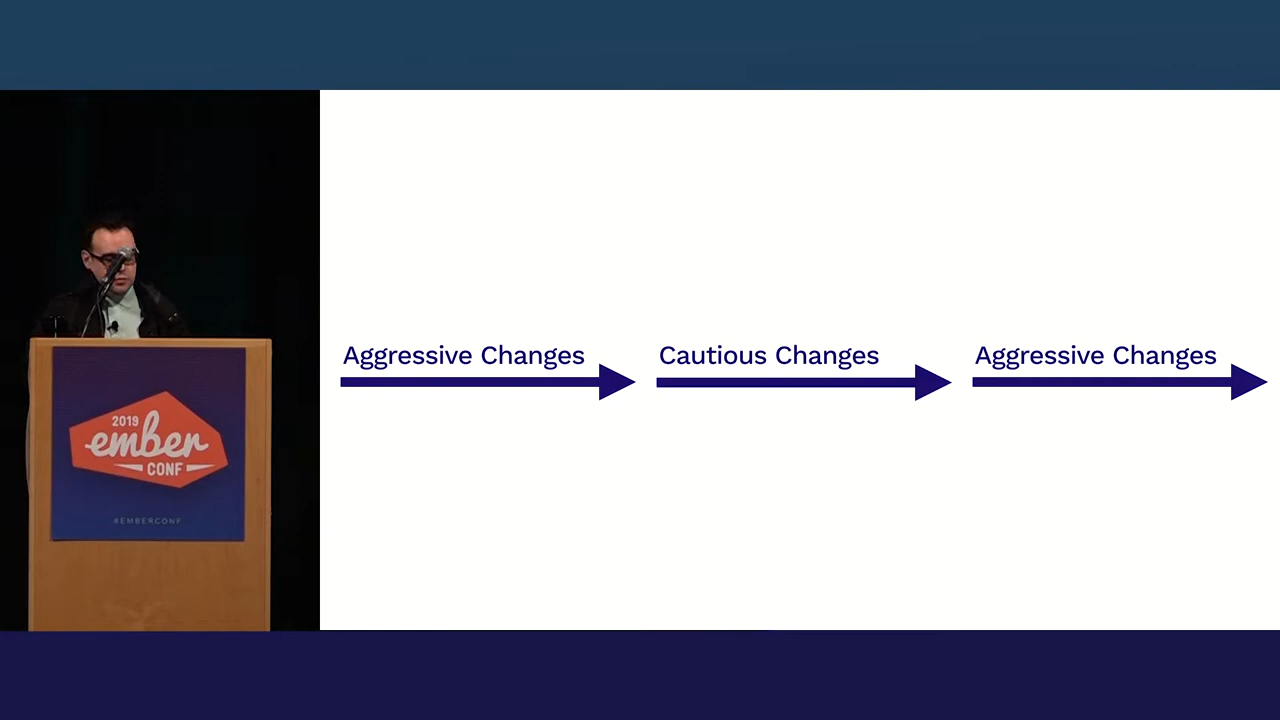 Aggressive Changes
Cautious Changes
Aggressive Changes
2019
ember
CONF
#EMBERCONF